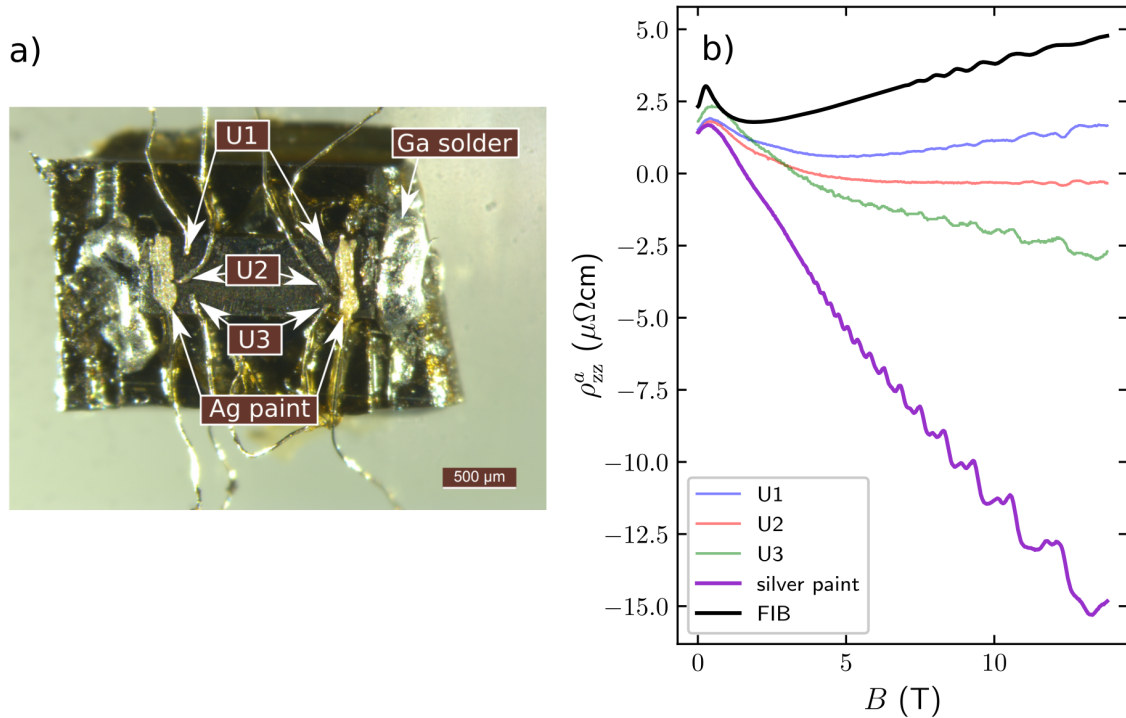 a)
U1
Ga solder
U2
U3
Ag paint
500 µm
b)
5.0
2.5
0.0
−2.5
−5.0
−7.5
−10.0
−12.5
−15.0
ρᵃzz (µΩcm)
U1
U2
U3
silver paint
FIB
0
5
10
B (T)